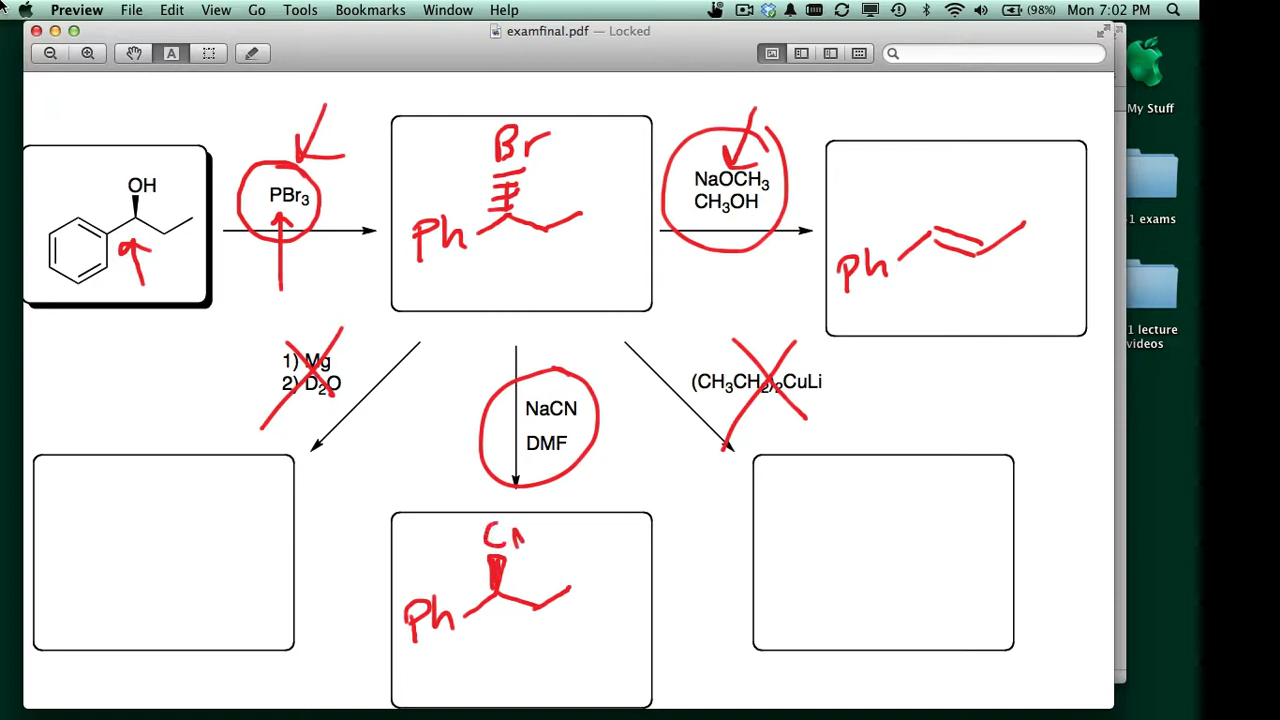 Preview File Edit View Go Tools Bookmarks Window Help (98%) Mon 7:02 PM
examfinal.pdf — Locked
My Stuff
OH
PBr3
Br
Ph
NaOCH3
CH3OH
Ph
1 exams
1) Mg
2) D2O
NaCN
DMF
(CH3CH2)2CuLi
1 lecture
videos
Ph